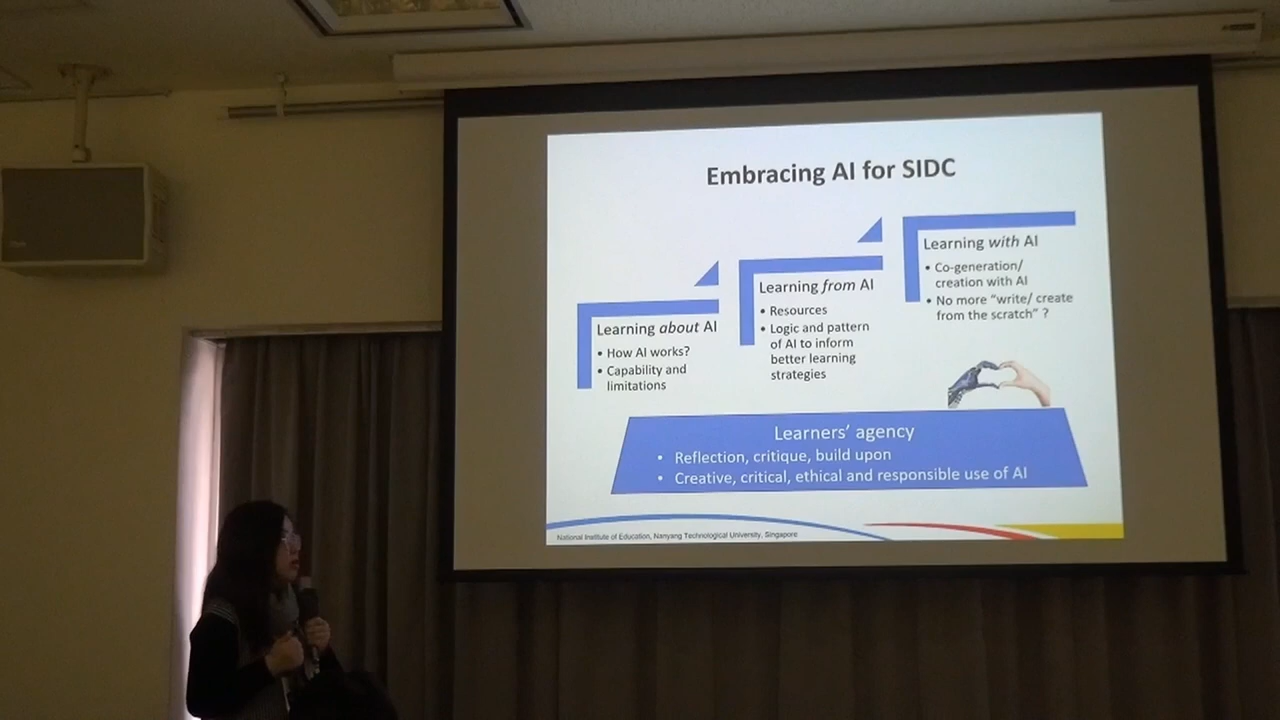 Embracing AI for SIDC
Learning about AI
• How AI works?
• Capability and
limitations
Learning from AI
• Resources
• Logic and pattern
of AI to inform
better learning
strategies
Learning with AI
• Co-generation/
creation with AI
• No more “write/ create
from the scratch” ?
Learners’ agency
• Reflection, critique, build upon
• Creative, critical, ethical and responsible use of AI
National Institute of Education, Nanyang Technological University, Singapore